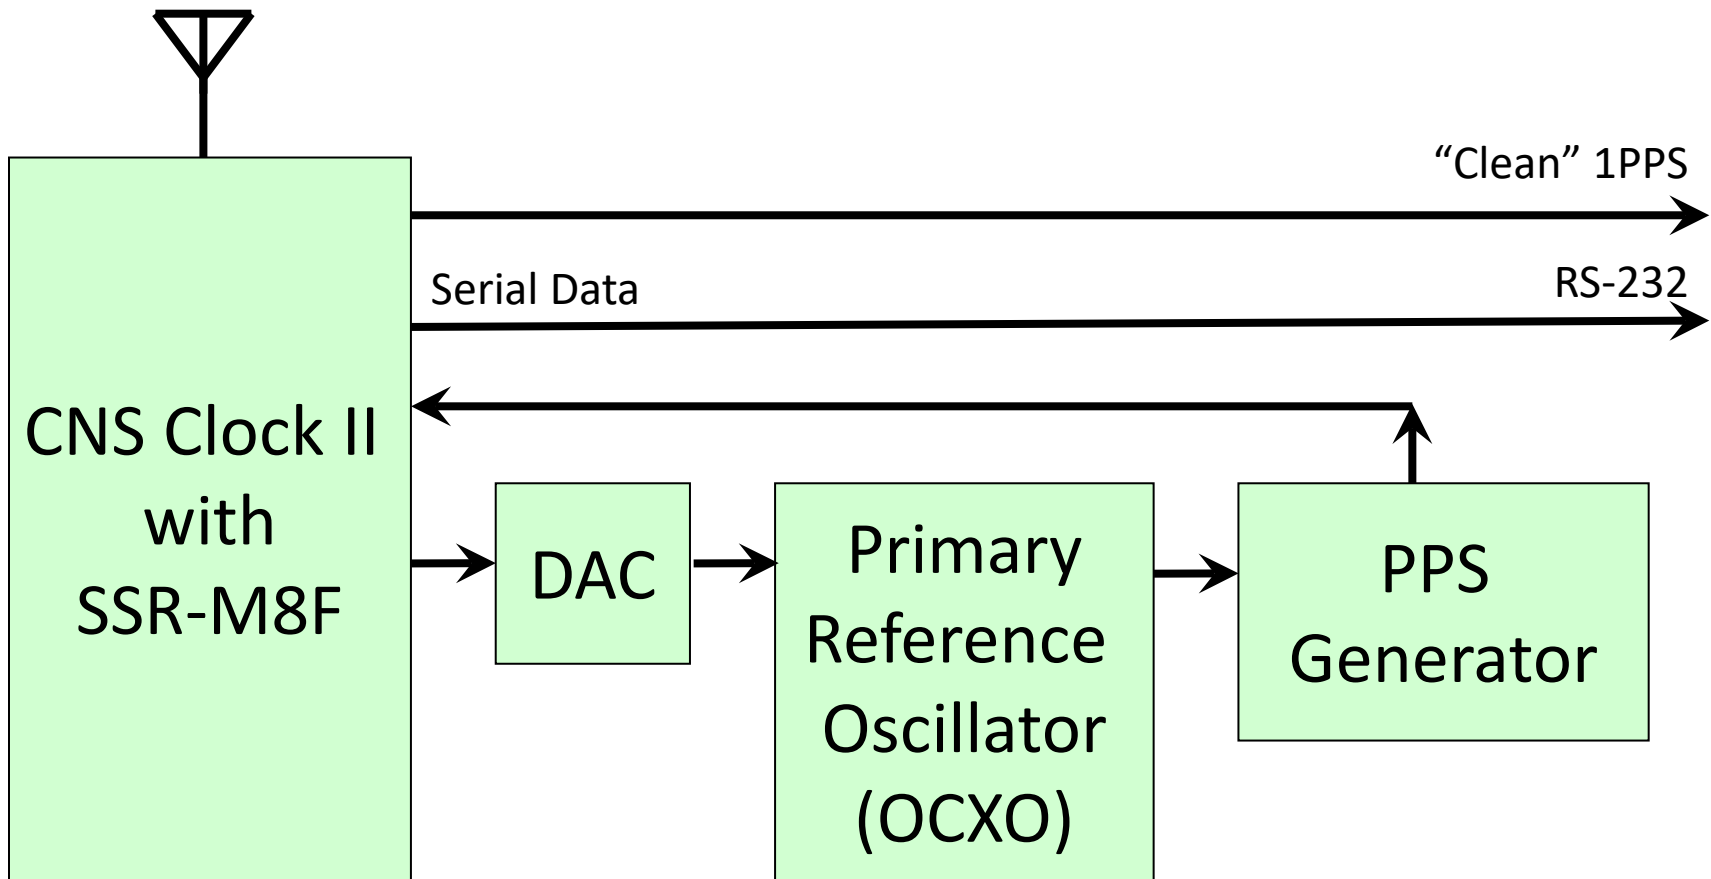 “Clean” 1PPS
Serial Data
RS-232
CNS Clock II
with
SSR-M8F
DAC
Primary
Reference
Oscillator
(OCXO)
PPS
Generator